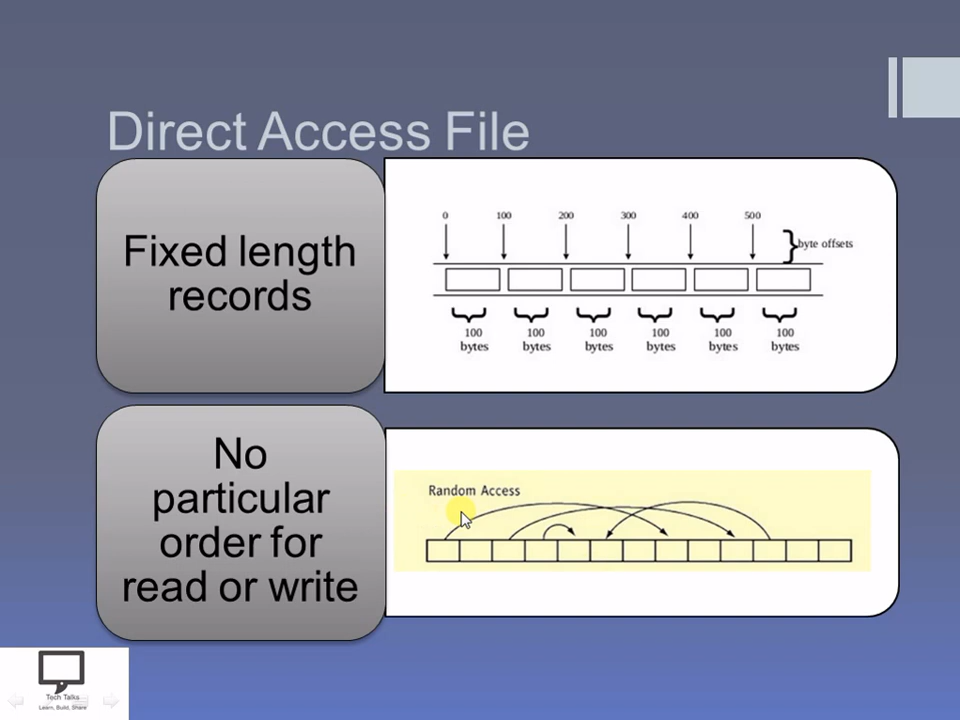 Direct Access File
Fixed length
records
0 100 200 300 400 500
byte offsets
100 100 100 100 100 100
bytes bytes bytes bytes bytes bytes
No
particular
order for
read or write
Random Access
Tech Talks
Learn, Build, Share